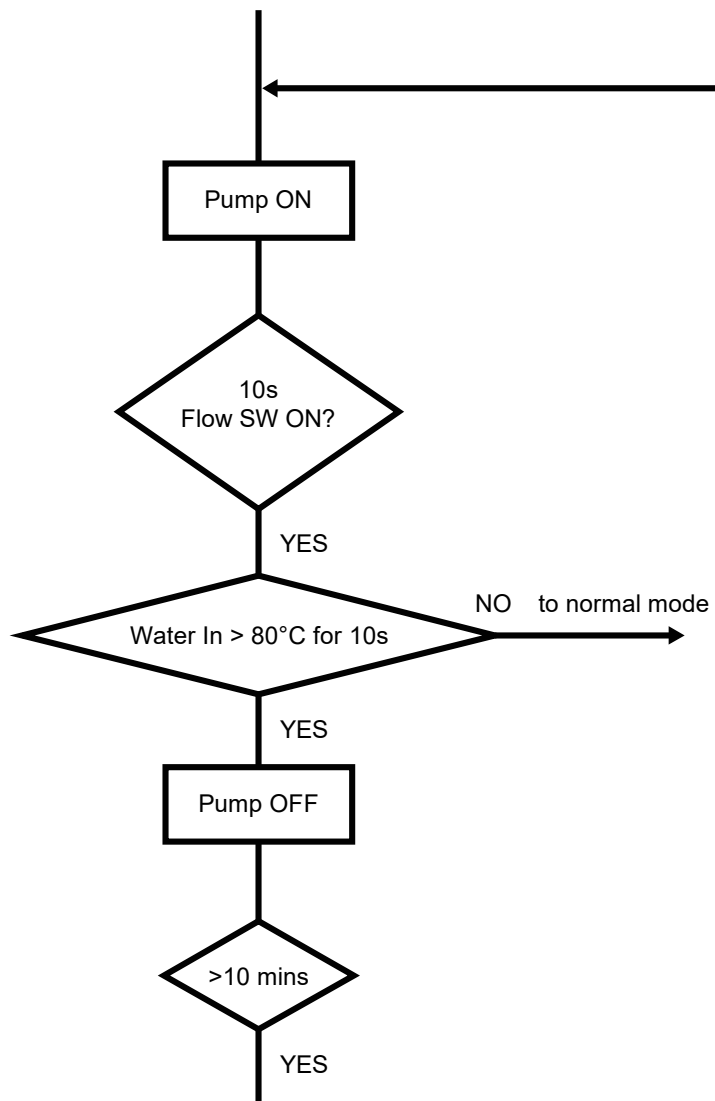 Pump ON
10s
Flow SW ON?
YES
Water In > 80°C for 10s
NO to normal mode
YES
Pump OFF
>10 mins
YES